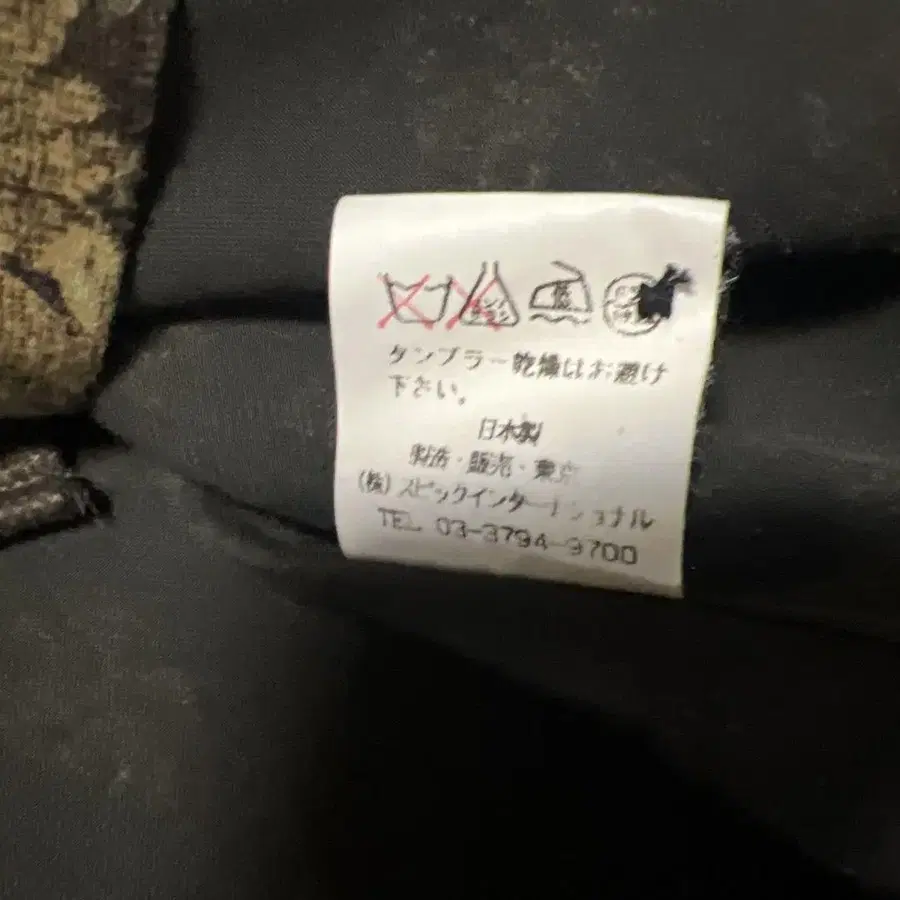 タンブラー乾燥はお避け
下さい。
日本製
製造・販売・東京
(株)スピックインターナショナル
TEL 03-3794-9700